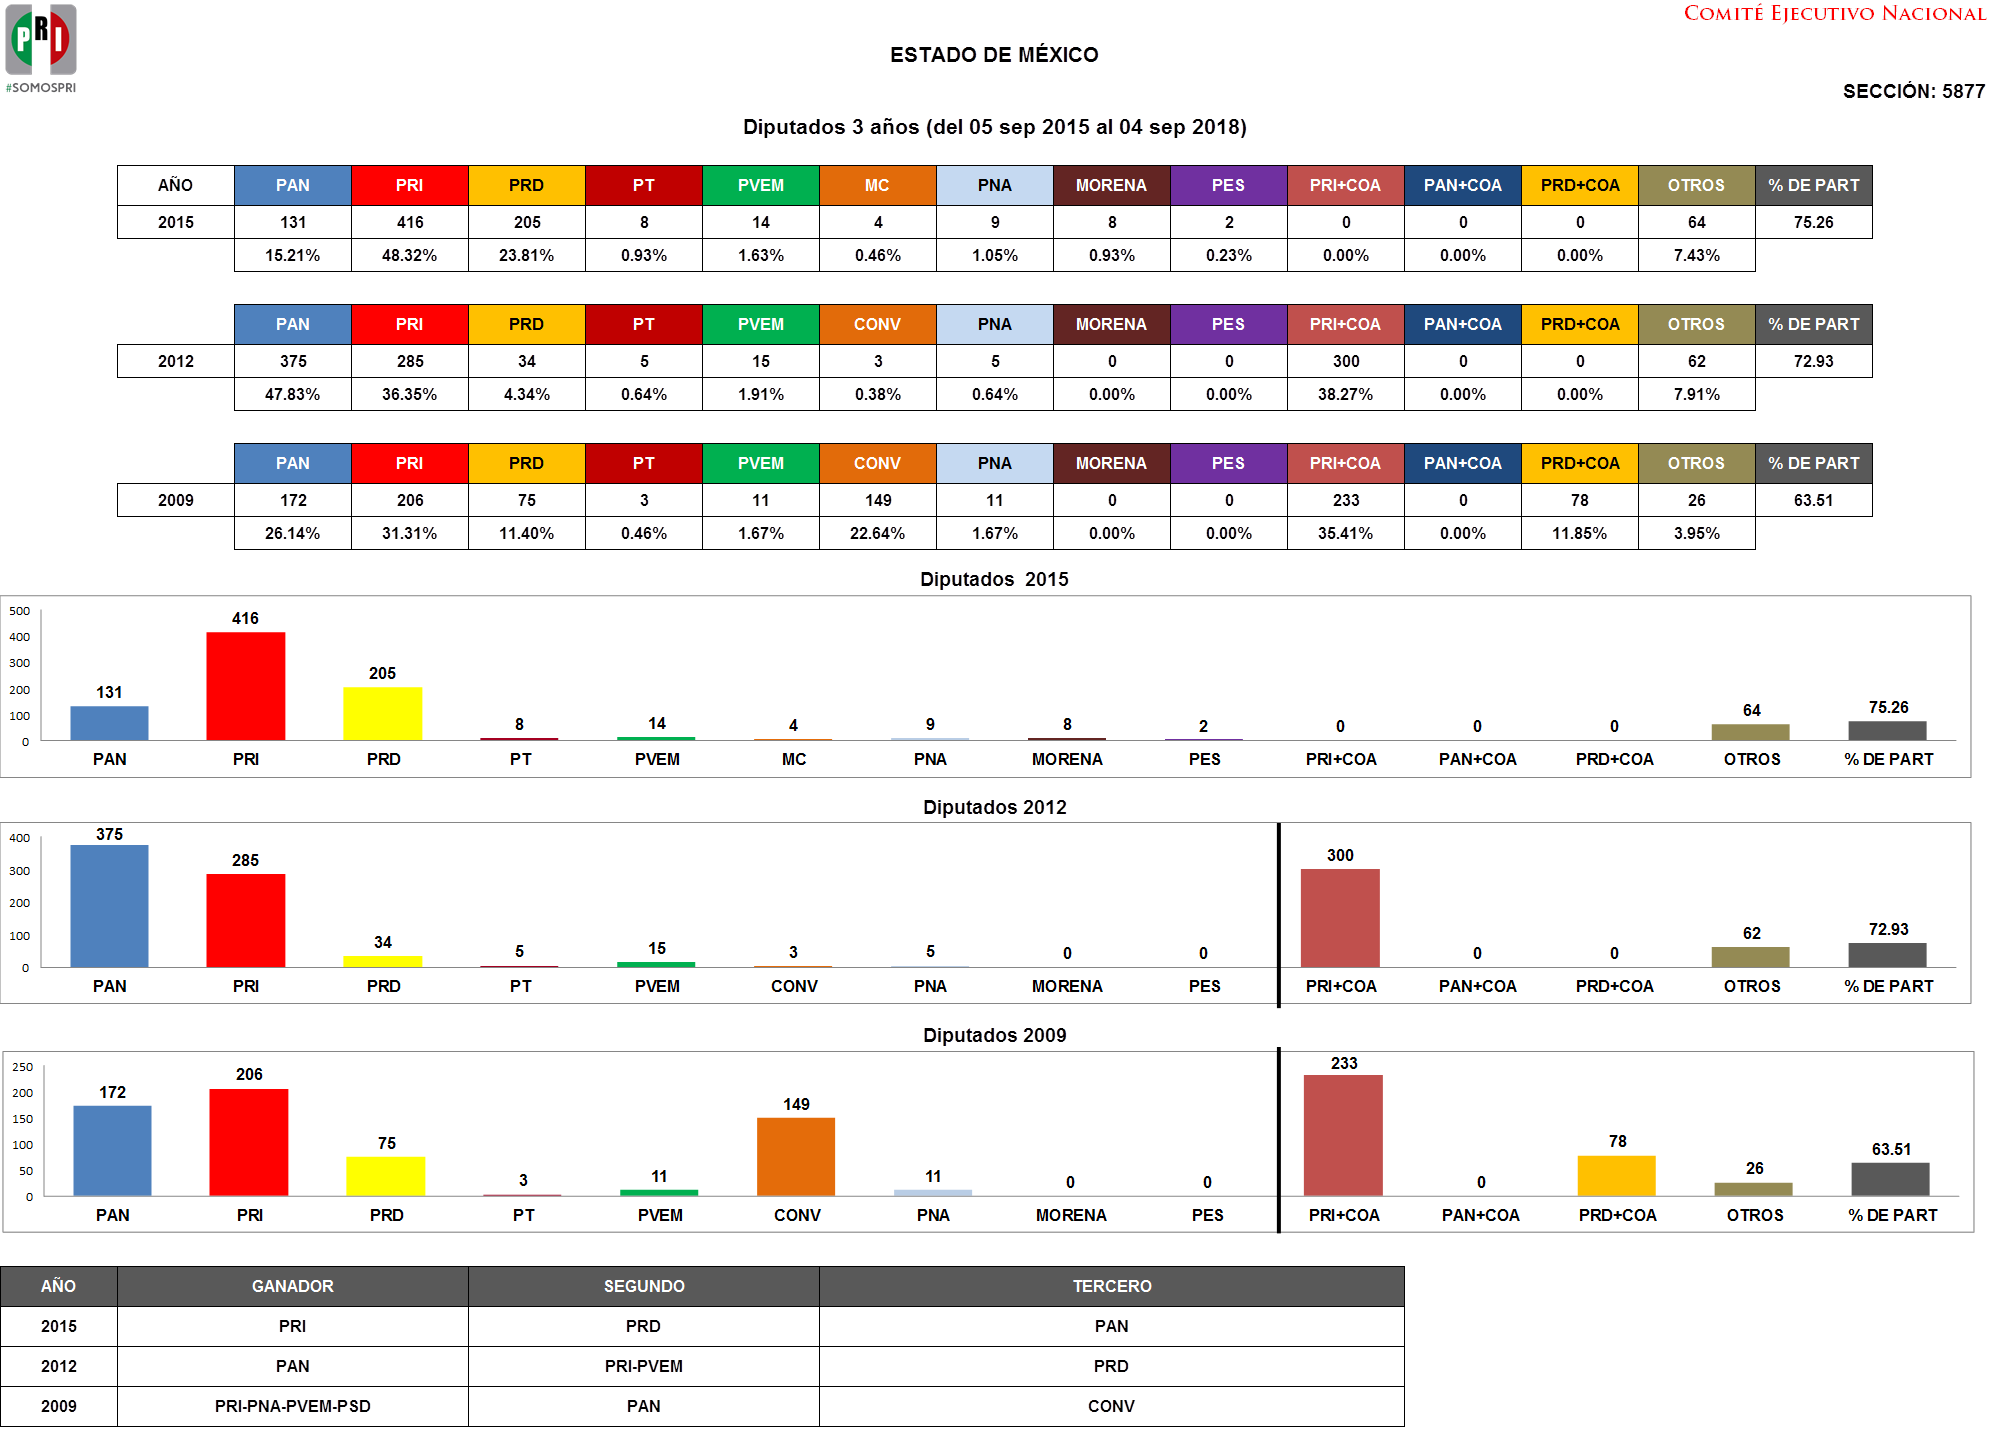 PRI
#SOMOSPRI
Comité Ejecutivo Nacional
ESTADO DE MÉXICO
SECCIÓN: 5877
Diputados 3 años (del 05 sep 2015 al 04 sep 2018)
AÑO PAN PRI PRD PT PVEM MC PNA MORENA PES PRI+COA PAN+COA PRD+COA OTROS % DE PART
2015 131 416 205 8 14 4 9 8 2 0 0 0 64 75.26
15.21% 48.32% 23.81% 0.93% 1.63% 0.46% 1.05% 0.93% 0.23% 0.00% 0.00% 0.00% 7.43%
PAN PRI PRD PT PVEM CONV PNA MORENA PES PRI+COA PAN+COA PRD+COA OTROS % DE PART
2012 375 285 34 5 15 3 5 0 0 300 0 0 62 72.93
47.83% 36.35% 4.34% 0.64% 1.91% 0.38% 0.64% 0.00% 0.00% 38.27% 0.00% 0.00% 7.91%
PAN PRI PRD PT PVEM CONV PNA MORENA PES PRI+COA PAN+COA PRD+COA OTROS % DE PART
2009 172 206 75 3 11 149 11 0 0 233 0 78 26 63.51
26.14% 31.31% 11.40% 0.46% 1.67% 22.64% 1.67% 0.00% 0.00% 35.41% 0.00% 11.85% 3.95%
Diputados 2015
500
400
300
200
100
0
131 416 205 8 14 4 9 8 2 0 0 0 64 75.26
PAN PRI PRD PT PVEM MC PNA MORENA PES PRI+COA PAN+COA PRD+COA OTROS % DE PART
Diputados 2012
400
300
200
100
0
375 285 34 5 15 3 5 0 0 300 0 0 62 72.93
PAN PRI PRD PT PVEM CONV PNA MORENA PES PRI+COA PAN+COA PRD+COA OTROS % DE PART
Diputados 2009
250
200
150
100
50
0
172 206 75 3 11 149 11 0 0 233 0 78 26 63.51
PAN PRI PRD PT PVEM CONV PNA MORENA PES PRI+COA PAN+COA PRD+COA OTROS % DE PART
AÑO GANADOR SEGUNDO TERCERO
2015 PRI PRD PAN
2012 PAN PRI-PVEM PRD
2009 PRI-PNA-PVEM-PSD PAN CONV